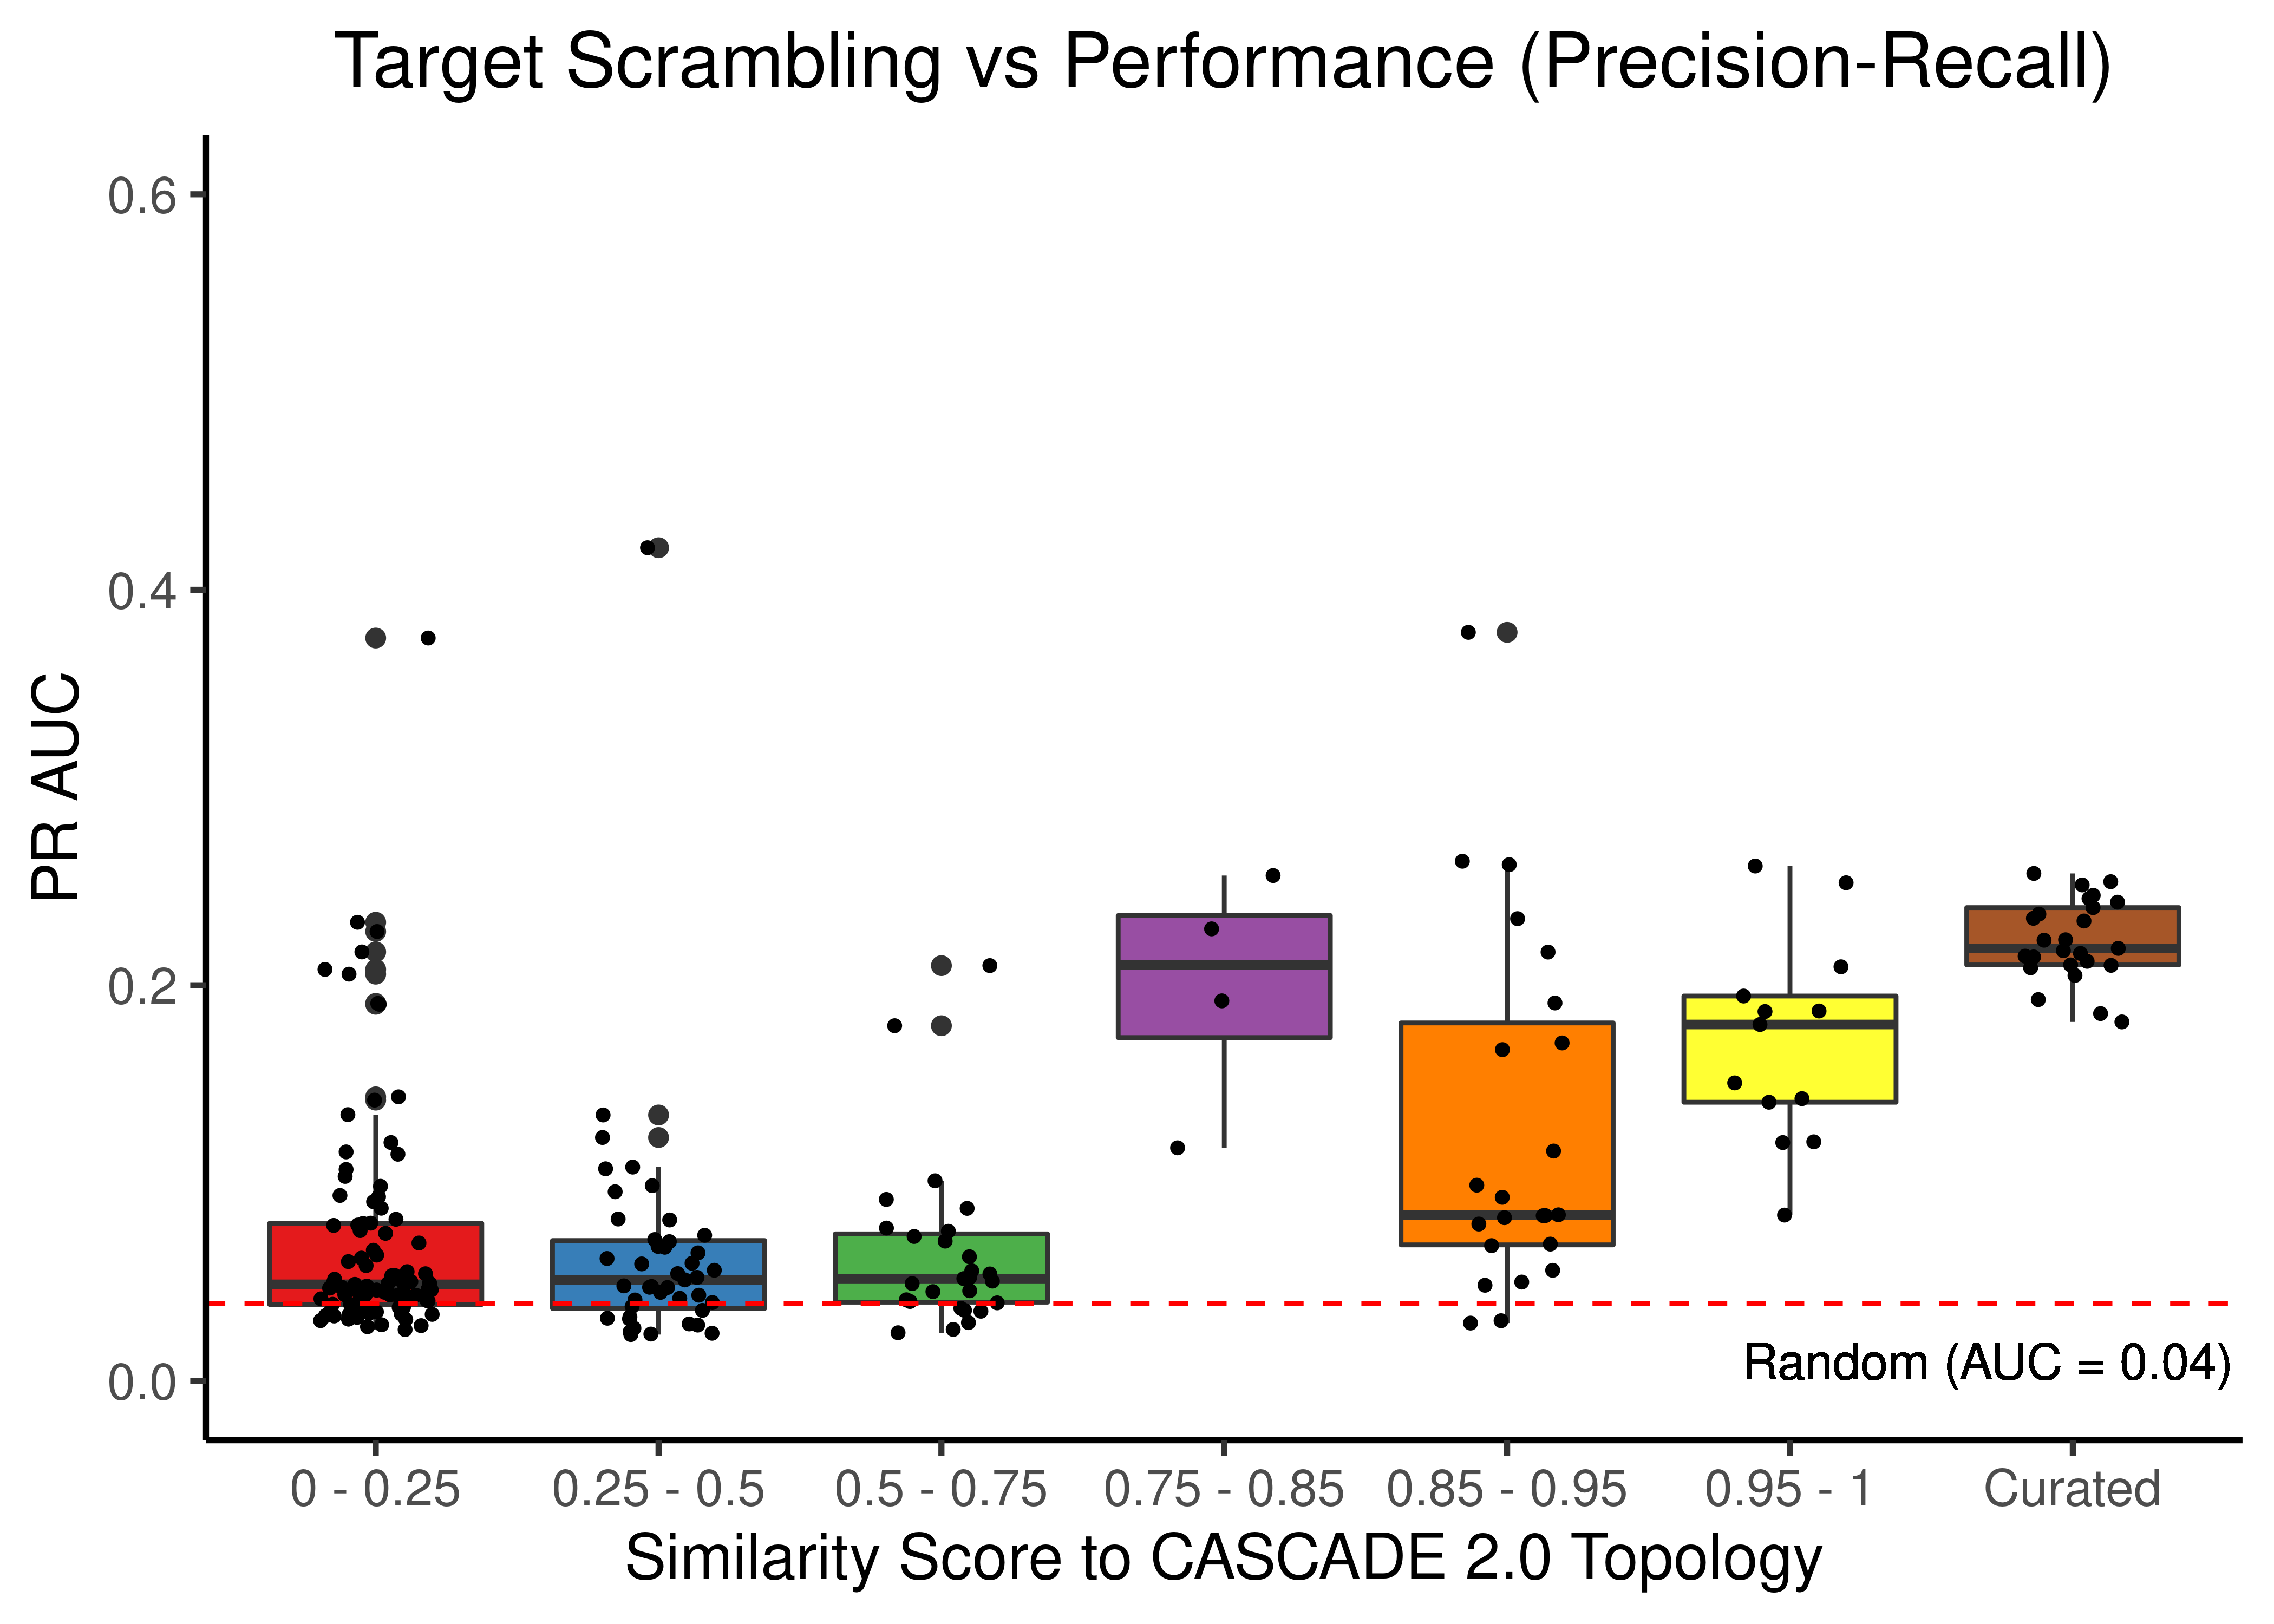 Target Scrambling vs Performance (Precision-Recall)
PR AUC
0.6
0.4
0.2
0.0
Random (AUC = 0.04)
0 - 0.25
0.25 - 0.5
0.5 - 0.75
0.75 - 0.85
0.85 - 0.95
0.95 - 1
Curated
Similarity Score to CASCADE 2.0 Topology